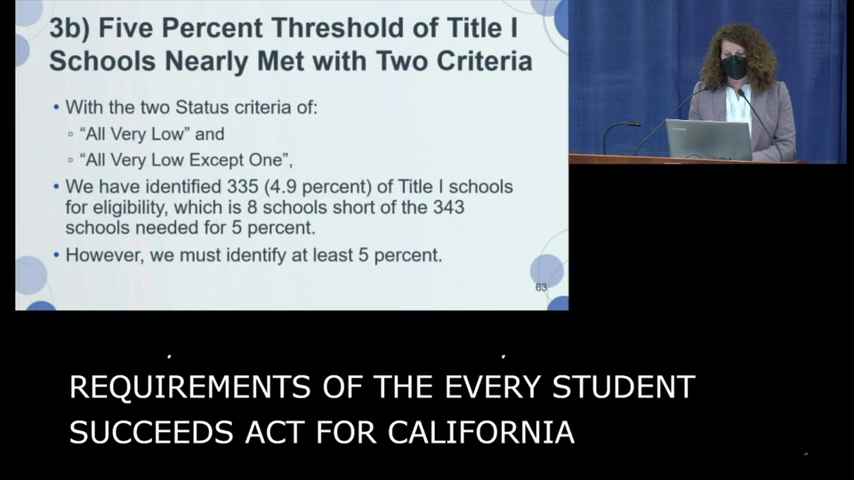 3b) Five Percent Threshold of Title I
Schools Nearly Met with Two Criteria
• With the two Status criteria of:
◦ “All Very Low” and
◦ “All Very Low Except One”,
• We have identified 335 (4.9 percent) of Title I schools
for eligibility, which is 8 schools short of the 343
schools needed for 5 percent.
• However, we must identify at least 5 percent.
63
REQUIREMENTS OF THE EVERY STUDENT
SUCCEEDS ACT FOR CALIFORNIA